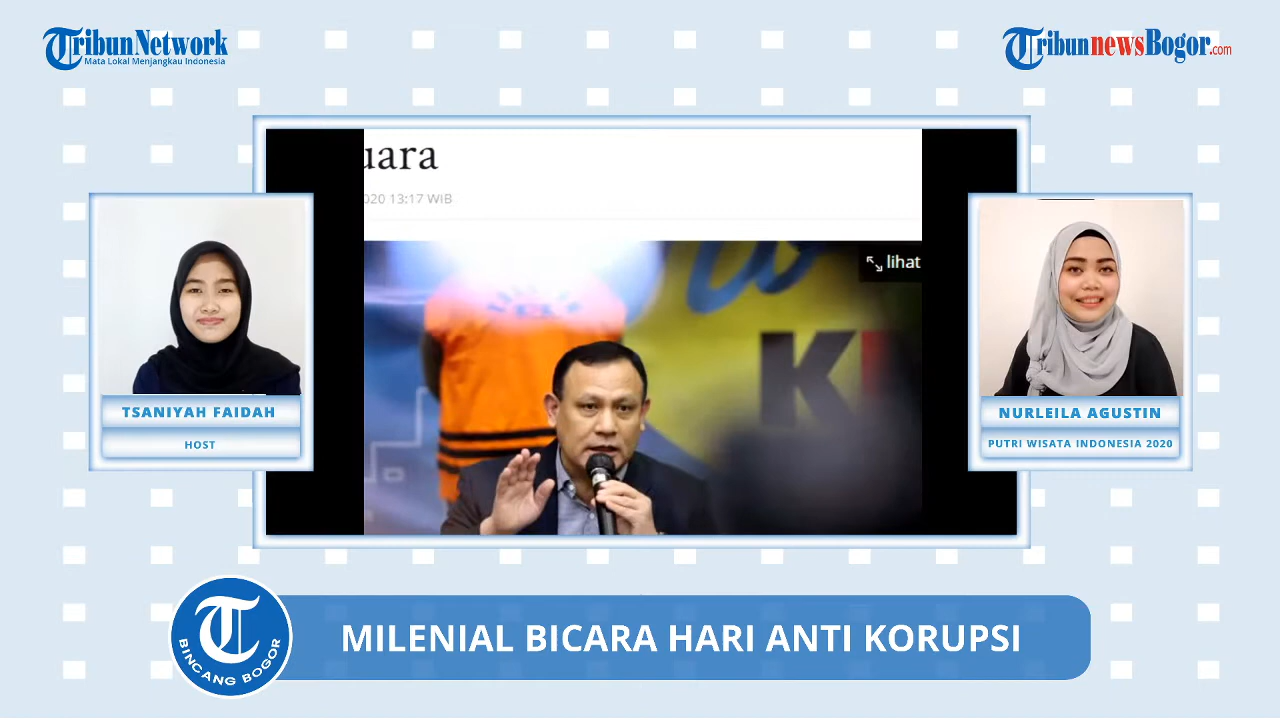 TribunNetwork
Mata Lokal Menjangkau Indonesia
TribunnewsBogor.com
uara
020 13:17 WIB
lihat
TSANIYAH FAIDAH
HOST
NURLEILA AGUSTIN
PUTRI WISATA INDONESIA 2020
MILENIAL BICARA HARI ANTI KORUPSI
T
BINCANG BOGOR